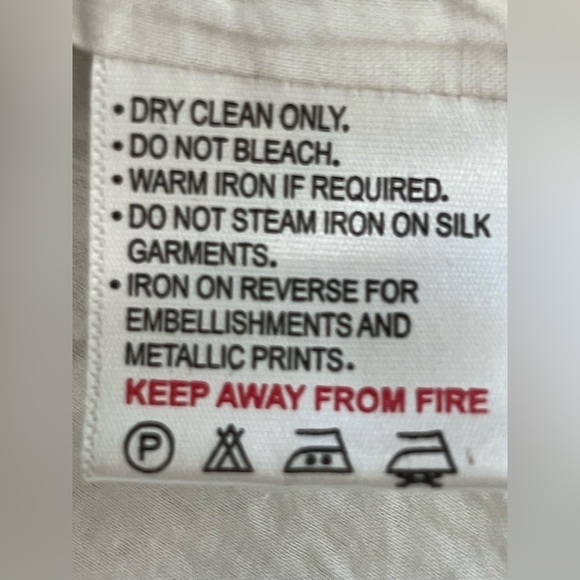 • DRY CLEAN ONLY.
• DO NOT BLEACH.
• WARM IRON IF REQUIRED.
• DO NOT STEAM IRON ON SILK
GARMENTS.
• IRON ON REVERSE FOR
EMBELLISHMENTS AND
METALLIC PRINTS.
KEEP AWAY FROM FIRE
P